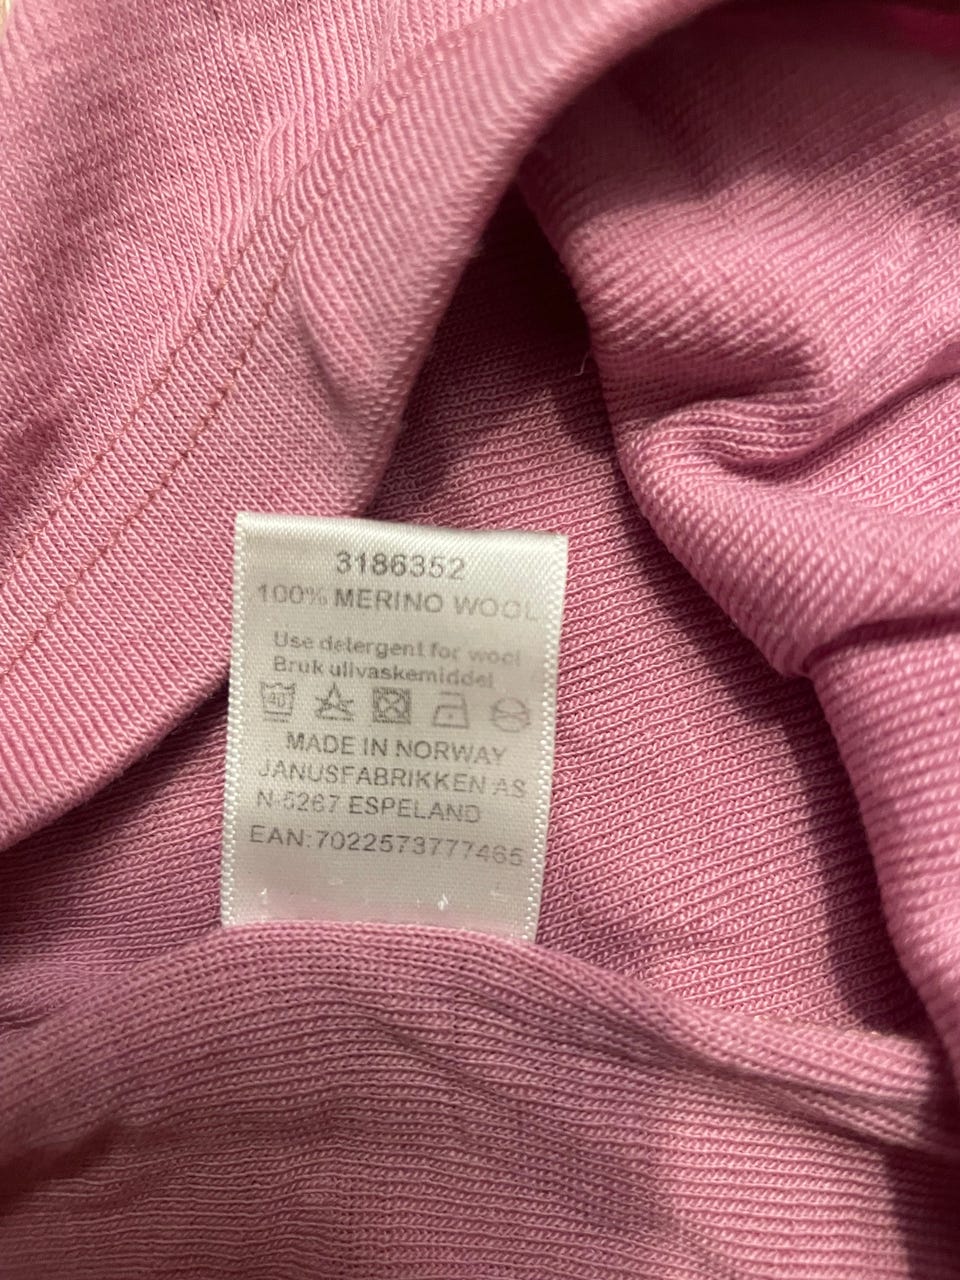 3186352
100% MERINO WOOL
Use detergent for wool
Bruk ullvaskemiddel
40
MADE IN NORWAY
JANUSFABRIKKEN AS
N-5267 ESPELAND
EAN:7022573777465